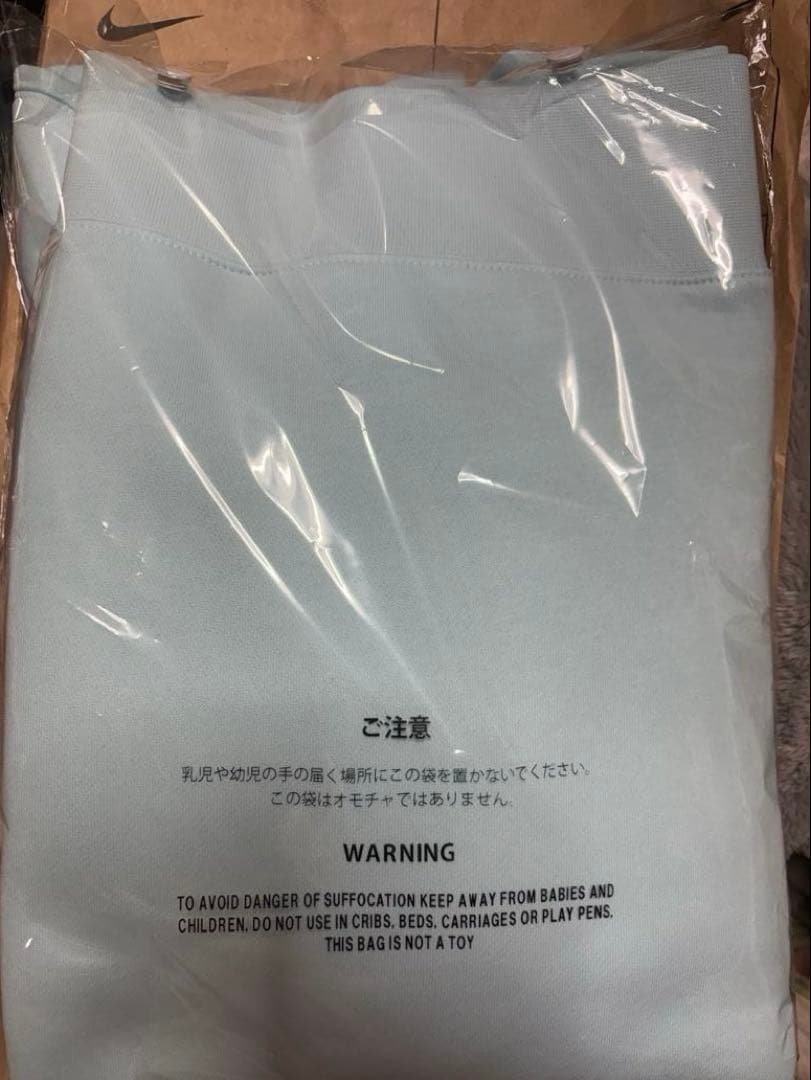 ご注意
乳児や幼児の手の届く場所にこの袋を置かないでください。
この袋はオモチャではありません。
WARNING
TO AVOID DANGER OF SUFFOCATION KEEP AWAY FROM BABIES AND
CHILDREN. DO NOT USE IN CRIBS. BEDS. CARRIAGES OR PLAY PENS.
THIS BAG IS NOT A TOY